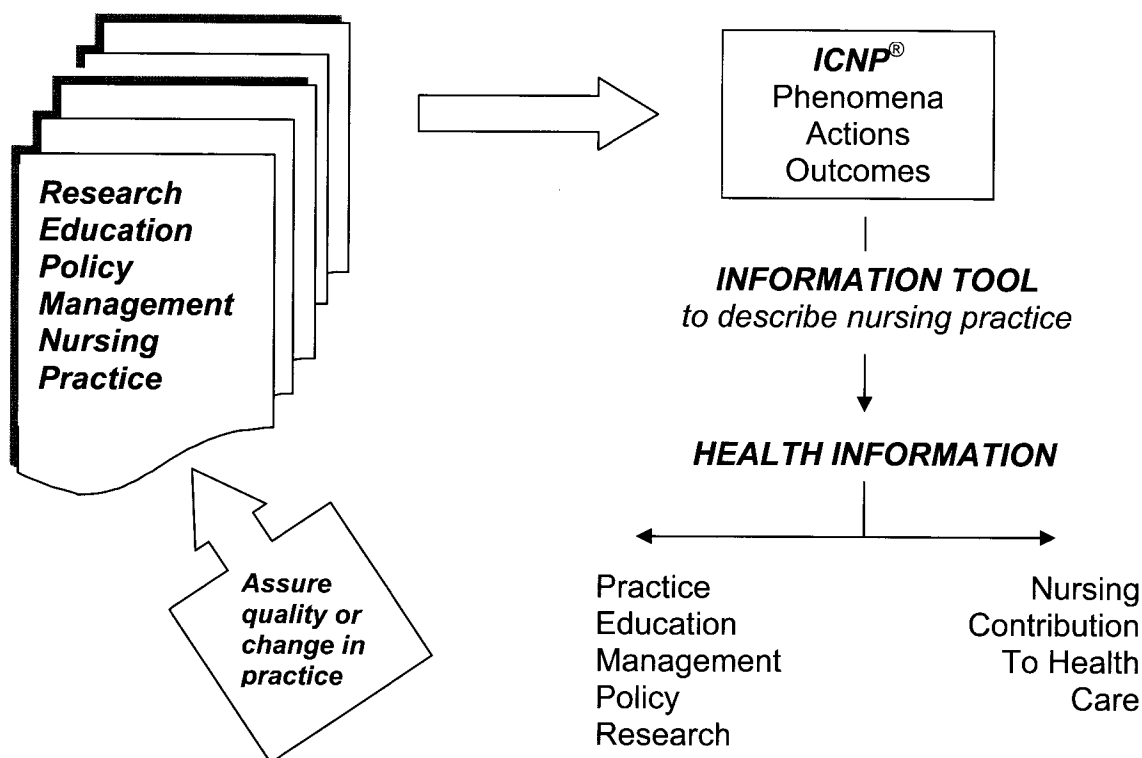 Research
Education
Policy
Management
Nursing
Practice
Assure
quality or
change in
practice
ICNP®
Phenomena
Actions
Outcomes
INFORMATION TOOL
to describe nursing practice
HEALTH INFORMATION
Practice
Education
Management
Policy
Research
Nursing
Contribution
To Health
Care